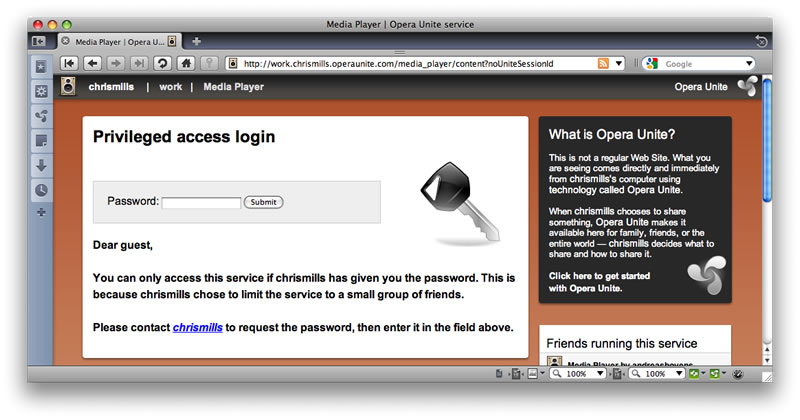 Media Player | Opera Unite service
Media Player | Opera U...
http://work.chrismills.operaunite.com/media_player/content?noUniteSessionId
Google
chrismills | work | Media Player
Opera Unite
Privileged access login
Password:
Submit
Dear guest,
You can only access this service if chrismills has given you the password. This is
because chrismills chose to limit the service to a small group of friends.
Please contact chrismills to request the password, then enter it in the field above.
What is Opera Unite?
This is not a regular Web Site. What you
are seeing comes directly and immediately
from chrismills's computer using
technology called Opera Unite.
When chrismills chooses to share
something, Opera Unite makes it
available here for family, friends, or the
entire world — chrismills decides what to
share and how to share it.
Click here to get started
with Opera Unite.
Friends running this service
Media Player by
100%
100%